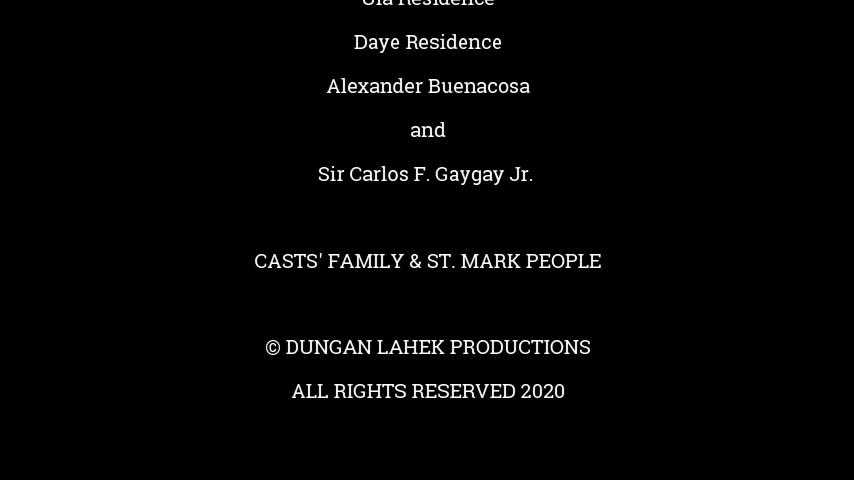 Residence
Daye Residence
Alexander Buenacosa
and
Sir Carlos F. Gaygay Jr.
CASTS' FAMILY & ST. MARK PEOPLE
© DUNGAN LAHEK PRODUCTIONS
ALL RIGHTS RESERVED 2020